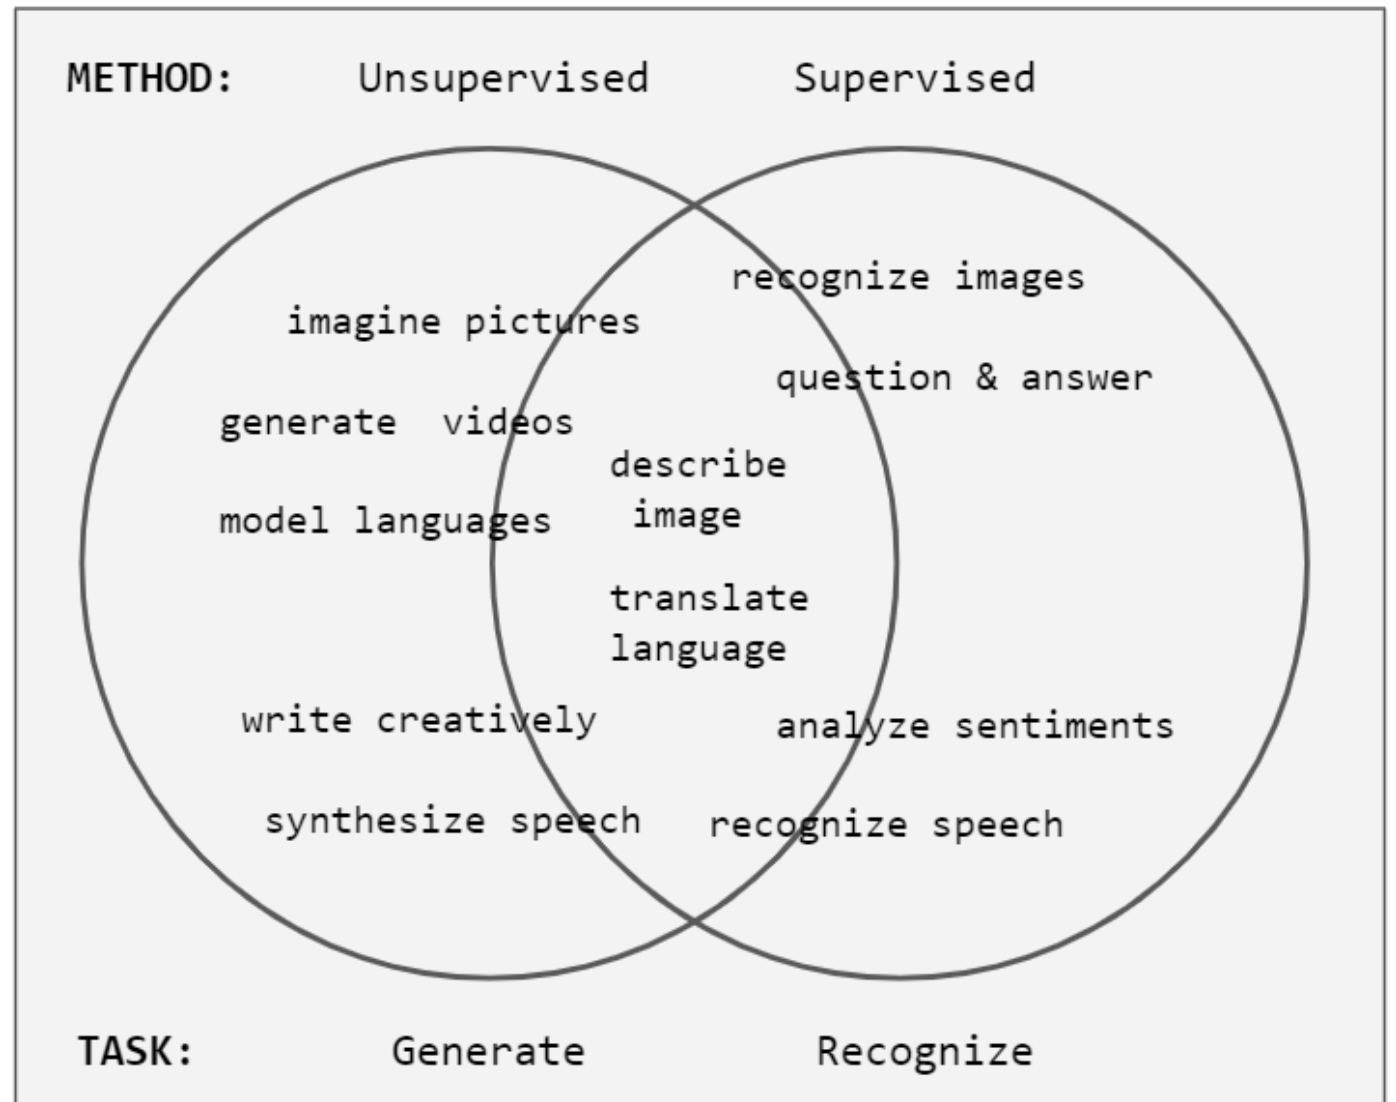 METHOD: Unsupervised Supervised
recognize images
imagine pictures
question & answer
generate videos
describe
image
model languages
translate
language
write creatively
analyze sentiments
synthesize speech
recognize speech
TASK: Generate Recognize